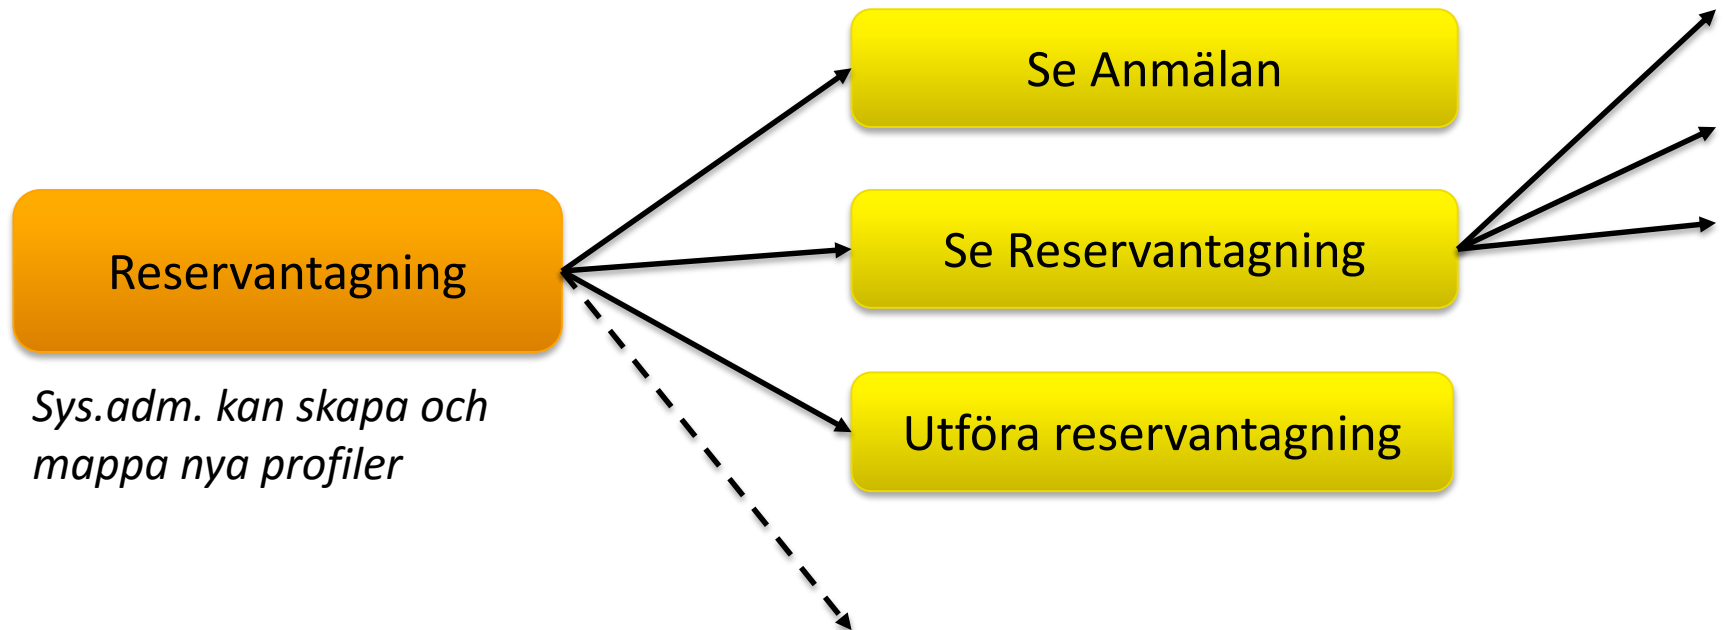 Se Anmälan
Se Reservantagning
Reservantagning
Utföra reservantagning
Sys.adm. kan skapa och
mappa nya profiler